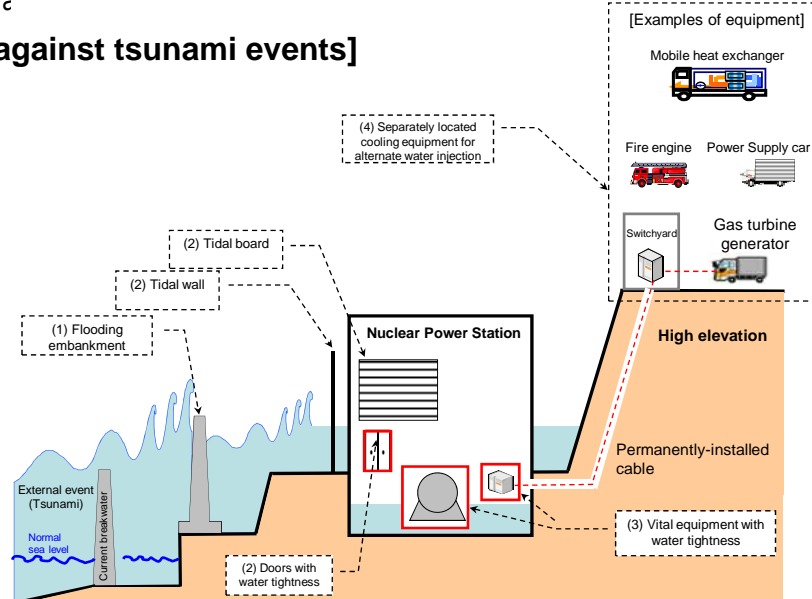 against tsunami events]
[Examples of equipment]
Mobile heat exchanger
(4) Separately located
cooling equipment for
alternate water injection
Fire engine
Power Supply car
Switchyard
Gas turbine
generator
(2) Tidal board
(2) Tidal wall
(1) Flooding
embankment
Nuclear Power Station
High elevation
Permanently-installed
cable
External event
(Tsunami)
Normal
sea level
Current breakwater
(3) Vital equipment with
water tightness
(2) Doors with
water tightness